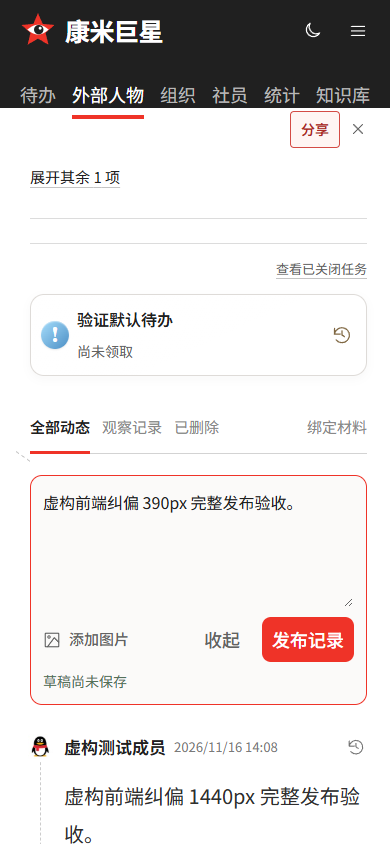 康米巨星
待办 外部人物 组织 社员 统计 知识库
分享
展开其余 1 项
查看已关闭任务
验证默认待办
尚未领取
全部动态 观察记录 已删除 绑定材料
虚构前端纠偏 390px 完整发布验收。
添加图片 收起 发布记录
草稿尚未保存
虚构测试成员 2026/11/16 14:08
虚构前端纠偏 1440px 完整发布验
收。